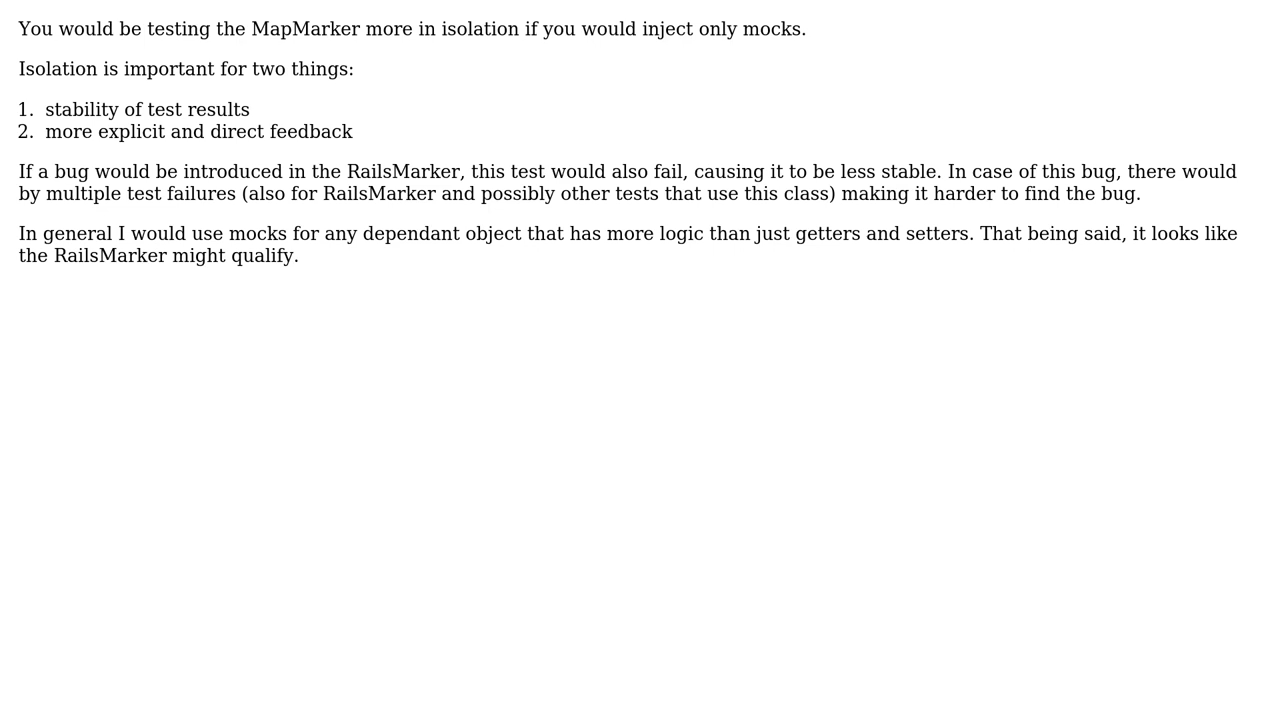 You would be testing the MapMarker more in isolation if you would inject only mocks.
Isolation is important for two things:
1. stability of test results
2. more explicit and direct feedback
If a bug would be introduced in the RailsMarker, this test would also fail, causing it to be less stable. In case of this bug, there would
by multiple test failures (also for RailsMarker and possibly other tests that use this class) making it harder to find the bug.
In general I would use mocks for any dependant object that has more logic than just getters and setters. That being said, it looks like
the RailsMarker might qualify.